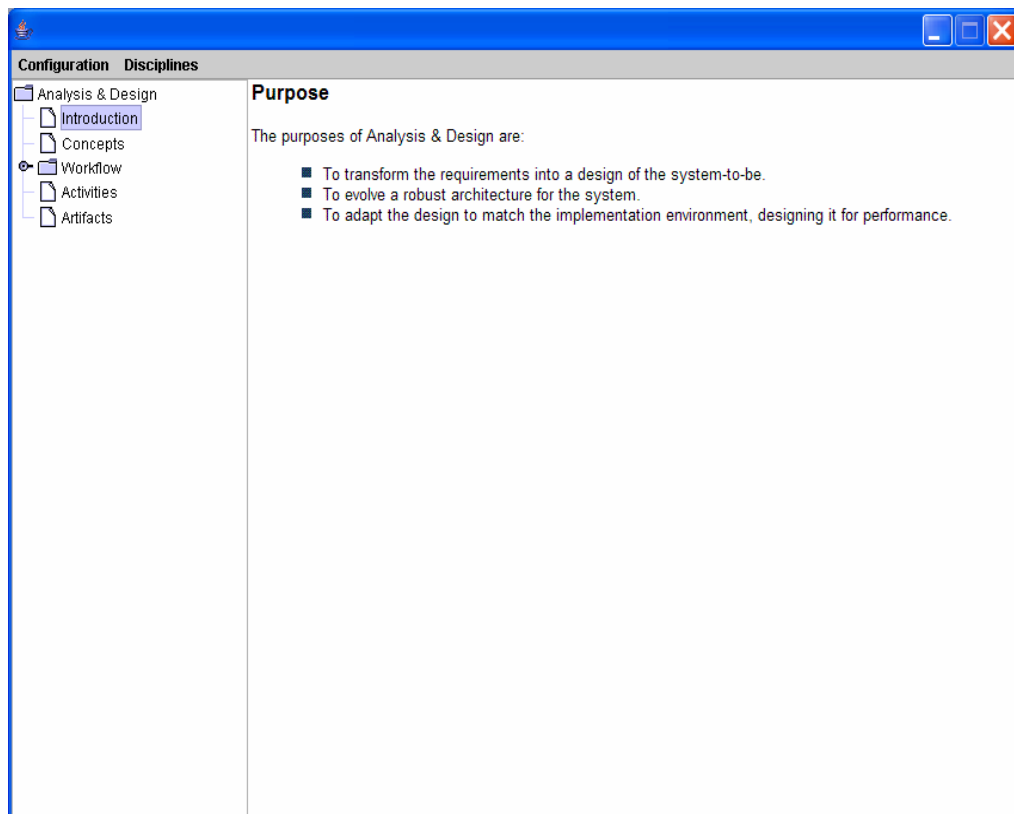 Configuration Disciplines
Analysis & Design
Introduction
Concepts
Workflow
Activities
Artifacts
Purpose
The purposes of Analysis & Design are:
To transform the requirements into a design of the system-to-be.
To evolve a robust architecture for the system.
To adapt the design to match the implementation environment, designing it for performance.